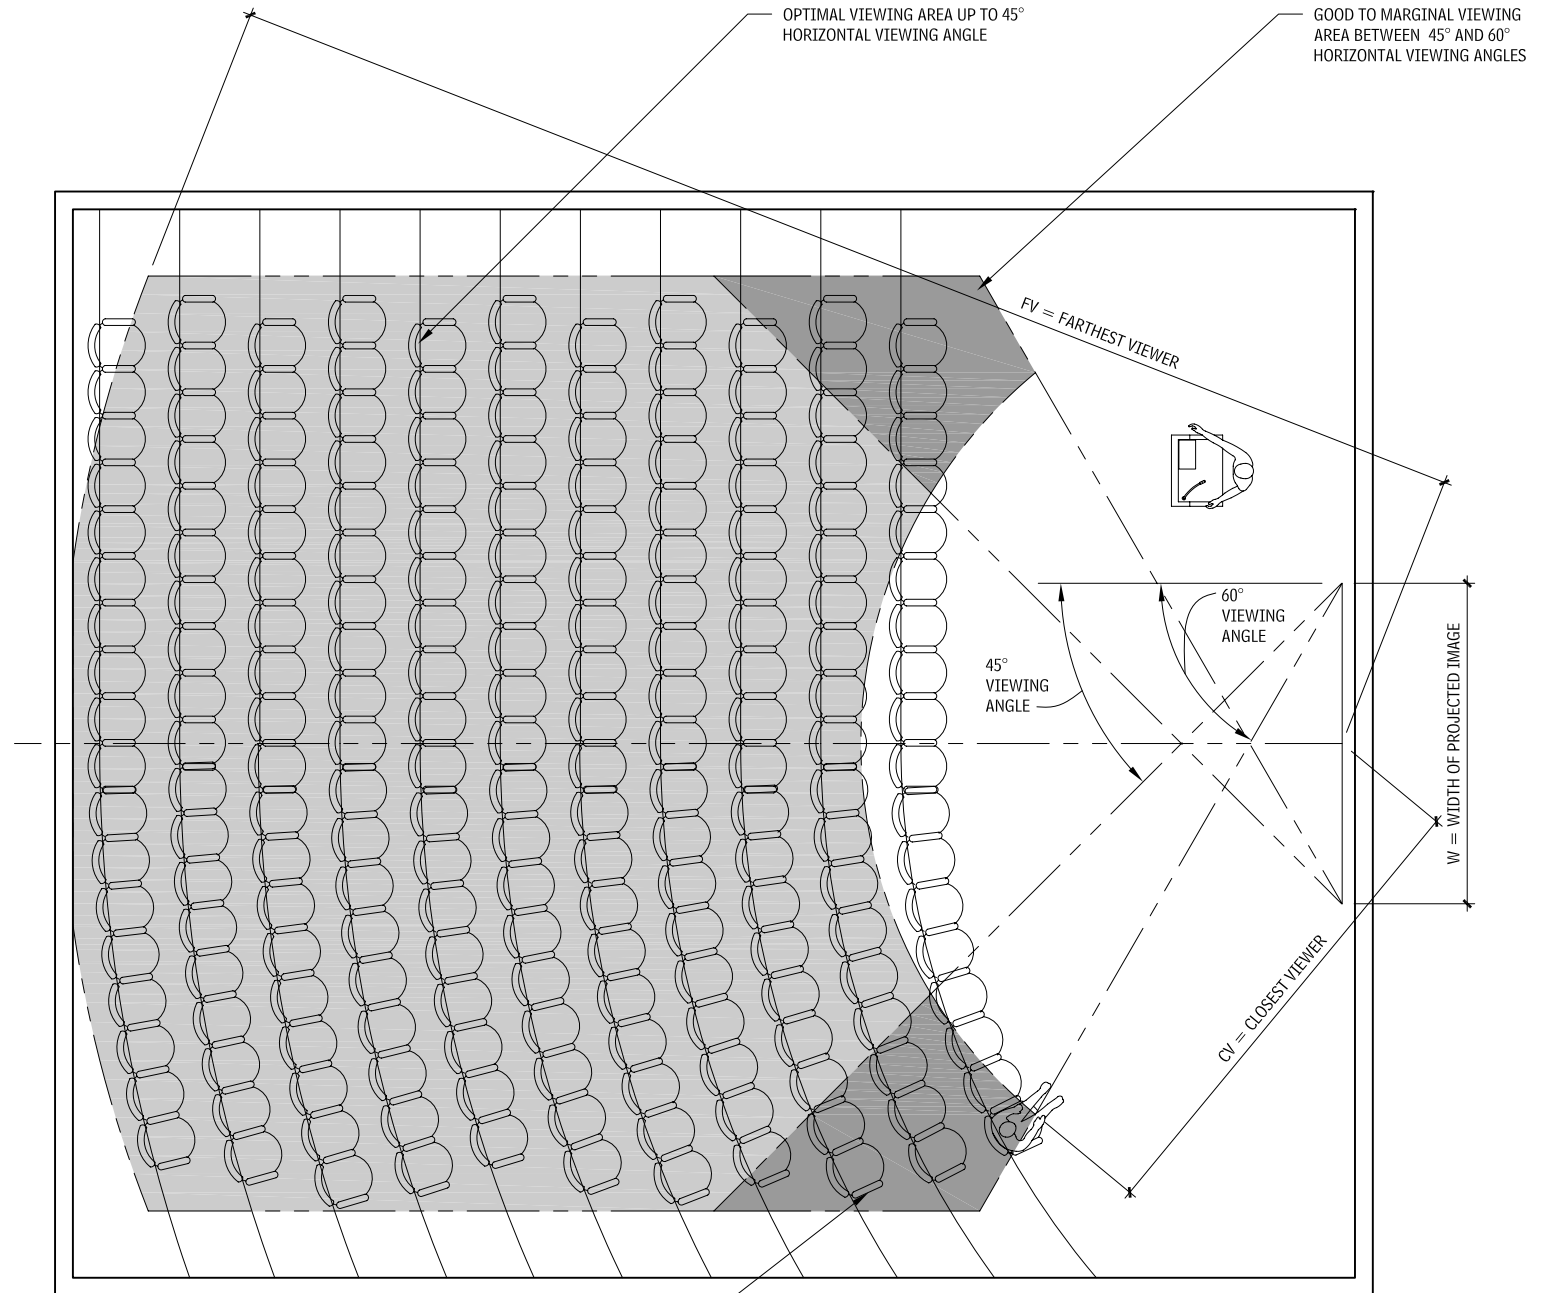 OPTIMAL VIEWING AREA UP TO 45°
HORIZONTAL VIEWING ANGLE
GOOD TO MARGINAL VIEWING
AREA BETWEEN 45° AND 60°
HORIZONTAL VIEWING ANGLES
FV = FARTHEST VIEWER
60°
VIEWING
ANGLE
45°
VIEWING
ANGLE
W = WIDTH OF PROJECTED IMAGE
CV = CLOSEST VIEWER